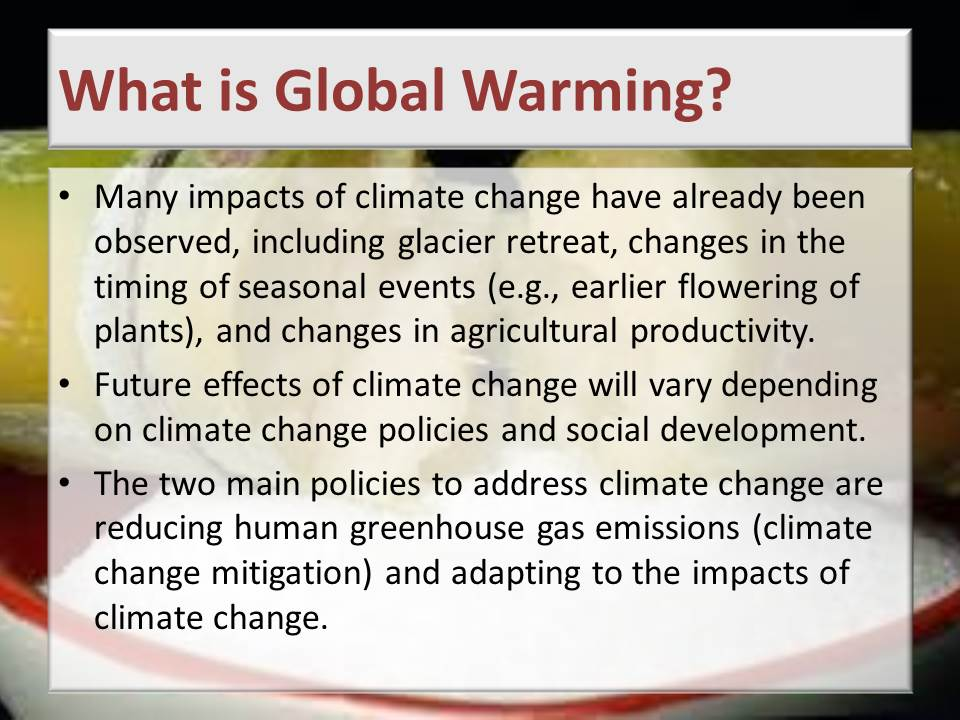 What is Global Warming?
• Many impacts of climate change have already been
observed, including glacier retreat, changes in the
timing of seasonal events (e.g., earlier flowering of
plants), and changes in agricultural productivity.
• Future effects of climate change will vary depending
on climate change policies and social development.
• The two main policies to address climate change are
reducing human greenhouse gas emissions (climate
change mitigation) and adapting to the impacts of
climate change.